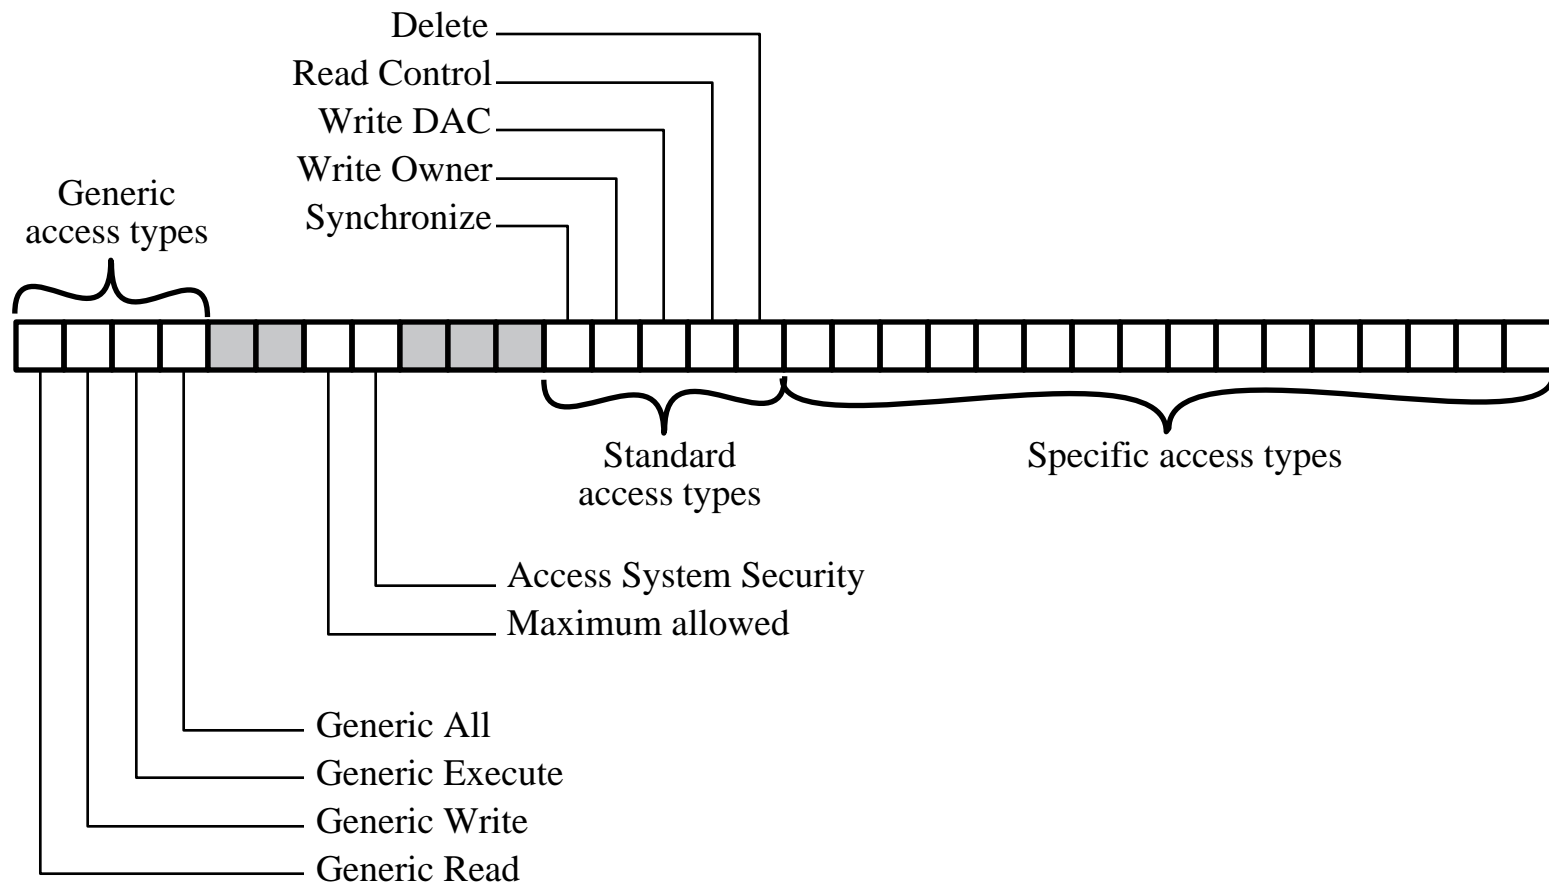 Delete
Read Control
Write DAC
Write Owner
Synchronize
Generic
access types
Standard
access types
Specific access types
Access System Security
Maximum allowed
Generic All
Generic Execute
Generic Write
Generic Read